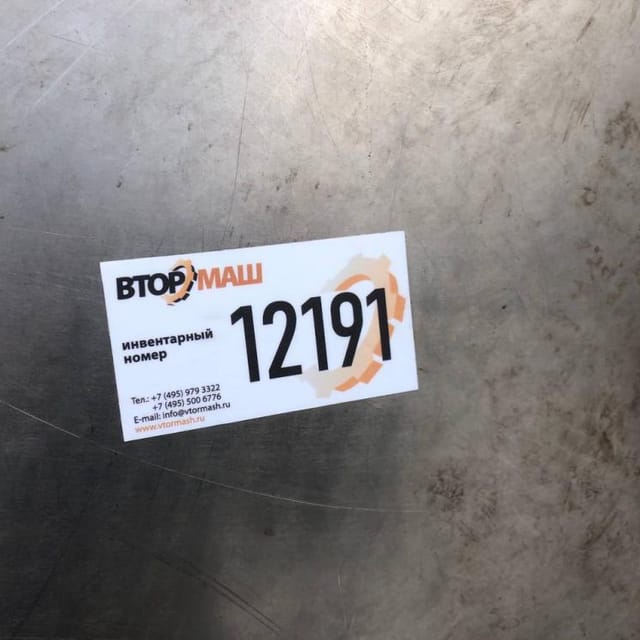 ВТОРМАШ
инвентарный
номер
12191
Тел.: +7 (495) 979 3322
+7 (495) 500 6776
E-mail: info@vtormash.ru
www.vtormash.ru